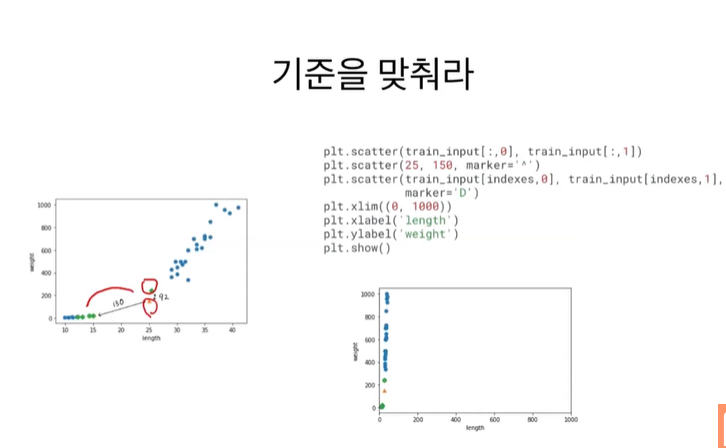 기준을 맞춰라
plt.scatter(train_input[:,0], train_input[:,1])
plt.scatter(25, 150, marker='^')
plt.scatter(train_input[indexes,0], train_input[indexes,1],
marker='D')
plt.xlim((0, 1000))
plt.xlabel('length')
plt.ylabel('weight')
plt.show()
1000
800
600
400
200
0
weight
130
92
10 15 20 25 30 35 40
length
1000
800
600
400
200
0
weight
0 200 400 600 800 1000
length